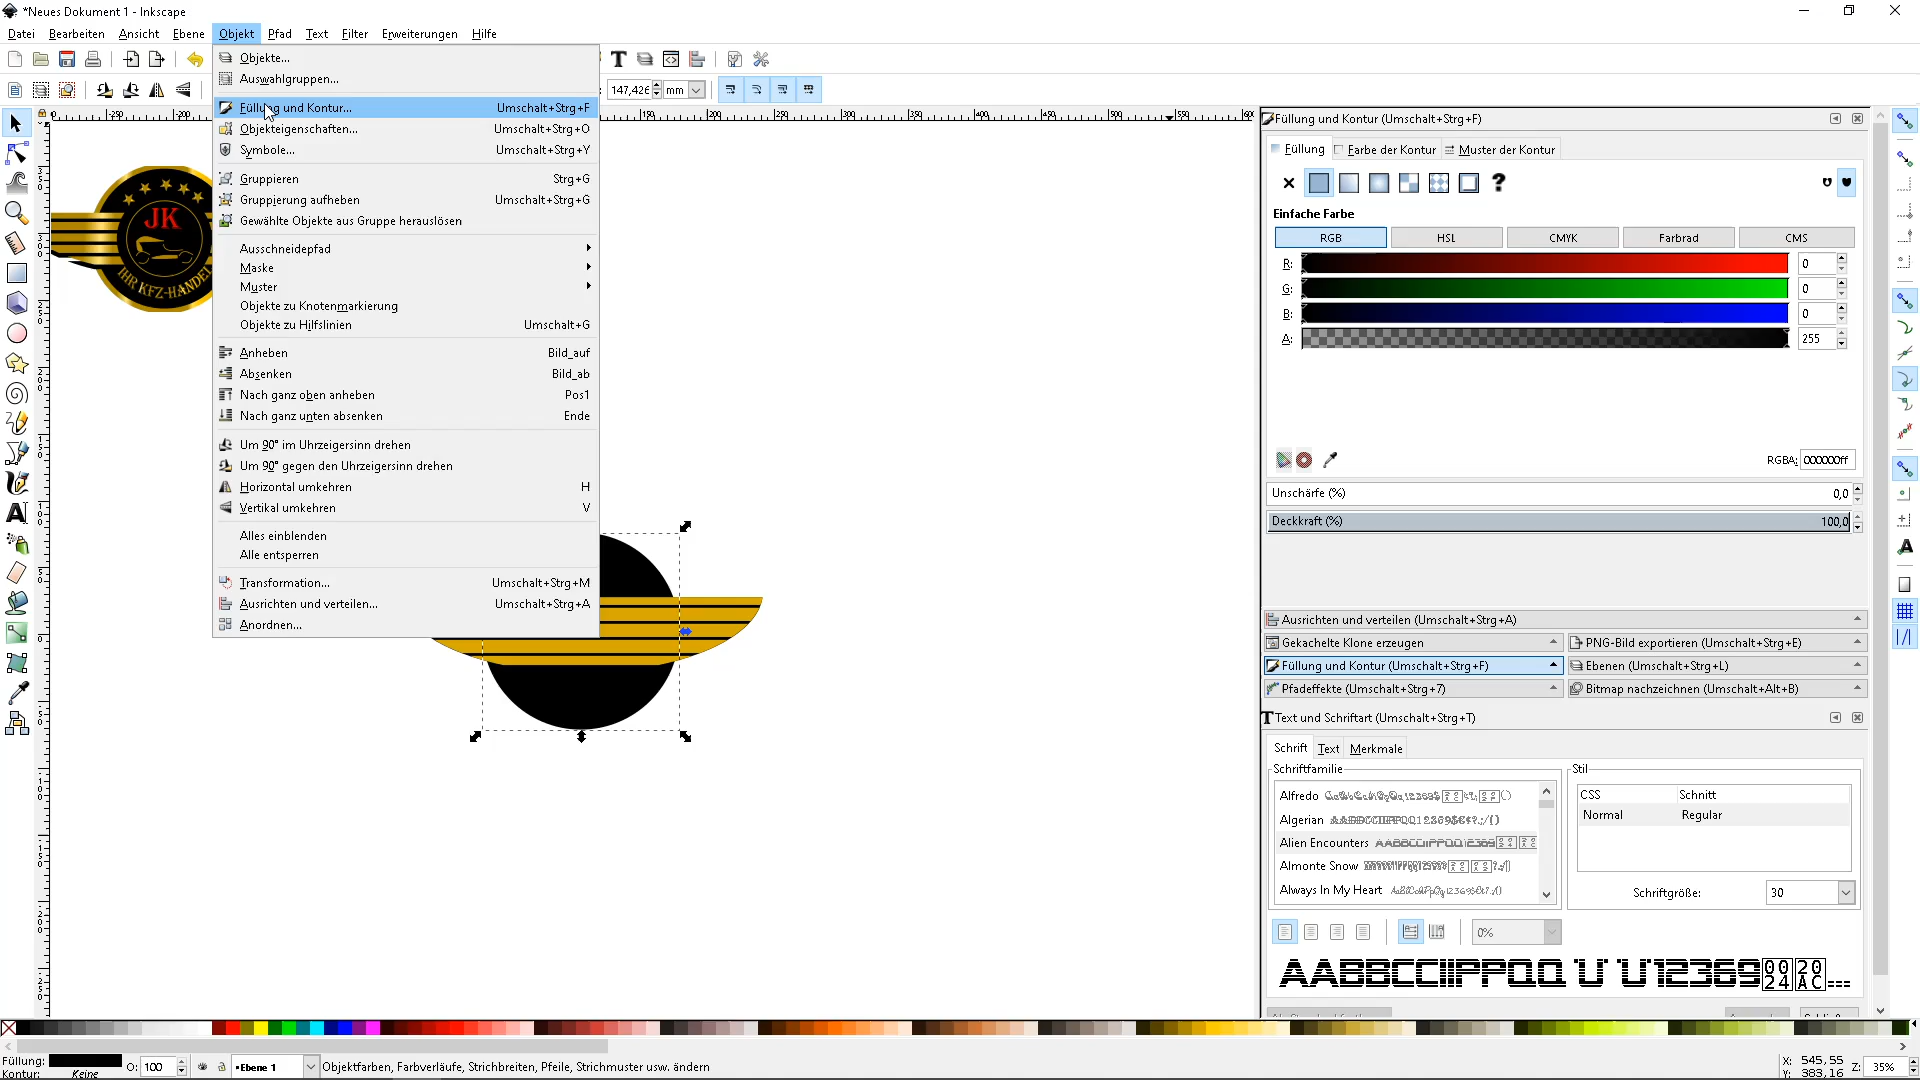 *Neues Dokument 1 - Inkscape
Datei Bearbeiten Ansicht Ebene Objekt Pfad Text Filter Erweiterungen Hilfe
147,426 mm
Objekte...
Auswahlgruppen...
Füllung und Kontur... Umschalt+Strg+F
Objekteigenschaften... Umschalt+Strg+O
Symbole... Umschalt+Strg+Y
Gruppieren Strg+G
Gruppierung aufheben Umschalt+Strg+G
Gewählte Objekte aus Gruppe herauslösen
Ausschneidepfad
Maske
Muster
Objekte zu Knotenmarkierung
Objekte zu Hilfslinien Umschalt+G
Anheben Bild_auf
Absenken Bild_ab
Nach ganz oben anheben Pos1
Nach ganz unten absenken Ende
Um 90° im Uhrzeigersinn drehen
Um 90° gegen den Uhrzeigersinn drehen
Horizontal umkehren H
Vertikal umkehren V
Alles einblenden
Alle entsperren
Transformation... Umschalt+Strg+M
Ausrichten und verteilen... Umschalt+Strg+A
Anordnen...
JK
IHR KFZ-HANDEL
Füllung und Kontur (Umschalt+Strg+F)
Füllung Farbe der Kontur Muster der Kontur
Einfache Farbe
RGB HSL CMYK Farbrad CMS
R: 0
G: 0
B: 0
A: 255
RGBA: 000000ff
Unschärfe (%) 0,0
Deckkraft (%) 100,0
Ausrichten und verteilen (Umschalt+Strg+A)
Gekachelte Klone erzeugen PNG-Bild exportieren (Umschalt+Strg+E)
Füllung und Kontur (Umschalt+Strg+F) Ebenen (Umschalt+Strg+L)
Pfadeffekte (Umschalt+Strg+7) Bitmap nachzeichnen (Umschalt+Alt+B)
Text und Schriftart (Umschalt+Strg+T)
Schrift Text Merkmale
Schriftfamilie Stil
Alfredo
Algerian
Alien Encounters
Almonte Snow
Always In My Heart
CSS Schnitt
Normal Regular
Schriftgröße: 30
0%
Füllung:
Kontur: Keine
O: 100
•Ebene 1
Objektfarben, Farbverläufe, Strichbreiten, Pfeile, Strichmuster usw. ändern
X: 545,55
Y: 383,16
Z: 35%